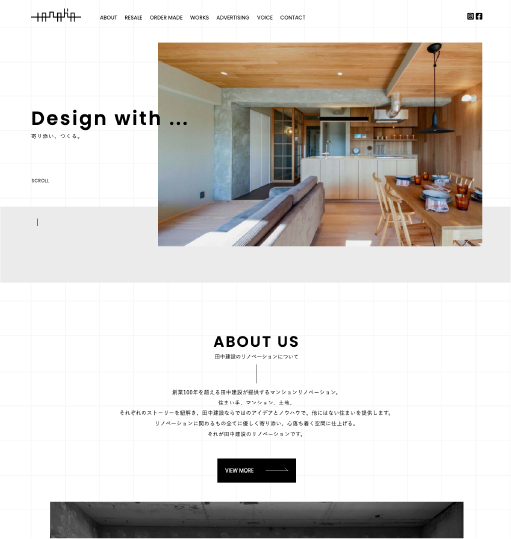 tanaka
ABOUT RESALE ORDER MADE WORKS ADVERTISING VOICE CONTACT
Design with ...
寄り添い、つくる。
SCROLL
ABOUT US
田中建設のリノベーションについて
創業100年を超える田中建設が提供するマンションリノベーション。
住まい手、マンション、土地。
それぞれのストーリーを紐解き、田中建設ならではのアイデアとノウハウで、他にはない住まいを提供します。
リノベーションに関わるもの全てに優しく寄り添い、心落ち着く空間に仕上げる。
それが田中建設のリノベーションです。
VIEW MORE